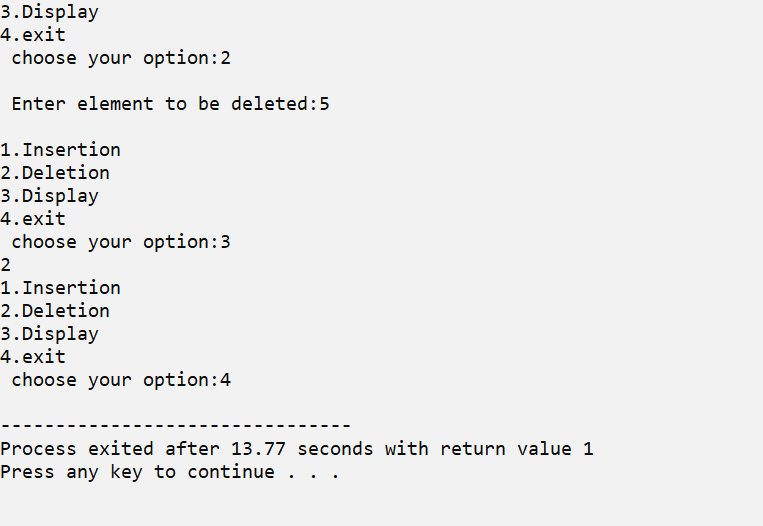 3.Display
4.exit
choose your option:2
Enter element to be deleted:5
1.Insertion
2.Deletion
3.Display
4.exit
choose your option:3
2
1.Insertion
2.Deletion
3.Display
4.exit
choose your option:4
--------------------------------
Process exited after 13.77 seconds with return value 1
Press any key to continue . . .